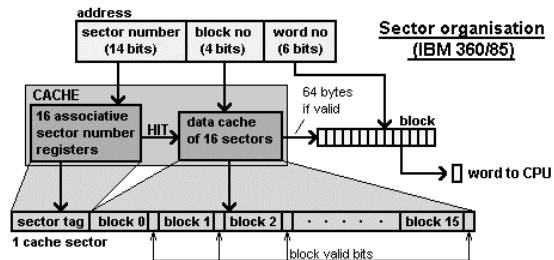 address
sector number
(14 bits)
block no
(4 bits)
word no
(6 bits)
Sector organisation
(IBM 360/85)
CACHE
16 associative
sector number
registers
HIT
data cache
of 16 sectors
64 bytes
if valid
block
word to CPU
sector tag
block 0
block 1
block 2
. . . . .
block 15
1 cache sector
block valid bits